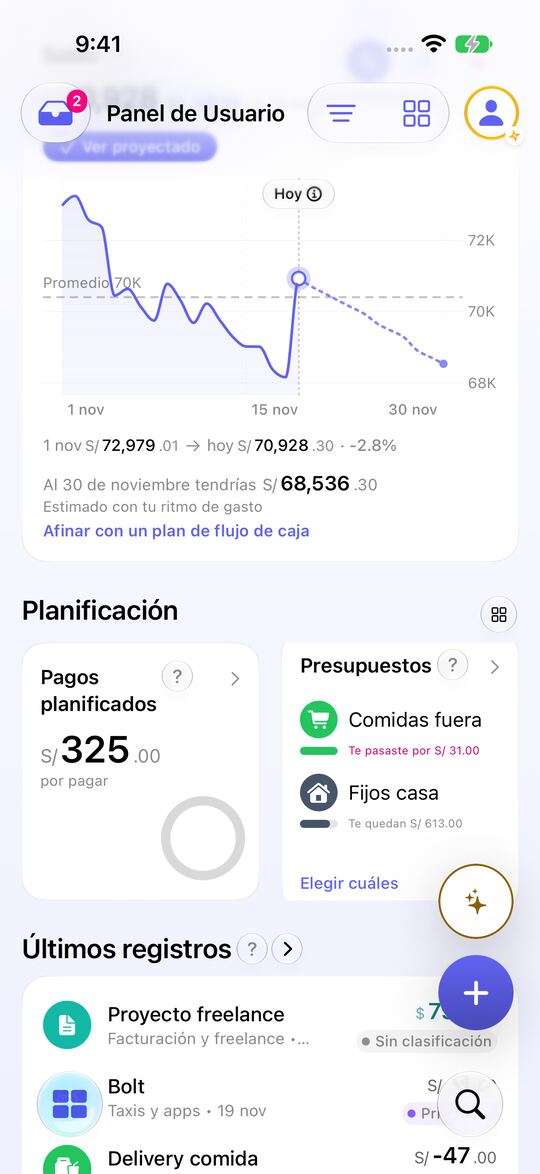 9:41
2
Panel de Usuario
Ver proyectado
Hoy
72K
Promedio 70K
70K
68K
1 nov 15 nov 30 nov
1 nov S/ 72,979 .01 → hoy S/ 70,928 .30 · -2.8%
Al 30 de noviembre tendrías S/ 68,536 .30
Estimado con tu ritmo de gasto
Afinar con un plan de flujo de caja
Planificación
Pagos planificados ?
S/ 325 .00
por pagar
Presupuestos ?
Comidas fuera
Te pasaste por S/ 31.00
Fijos casa
Te quedan S/ 613.00
Elegir cuáles
Últimos registros ?
Proyecto freelance
$
Facturación y freelance •...
Sin clasificación
Bolt
S/
Taxis y apps • 19 nov
Delivery comida
S/ -47 .00